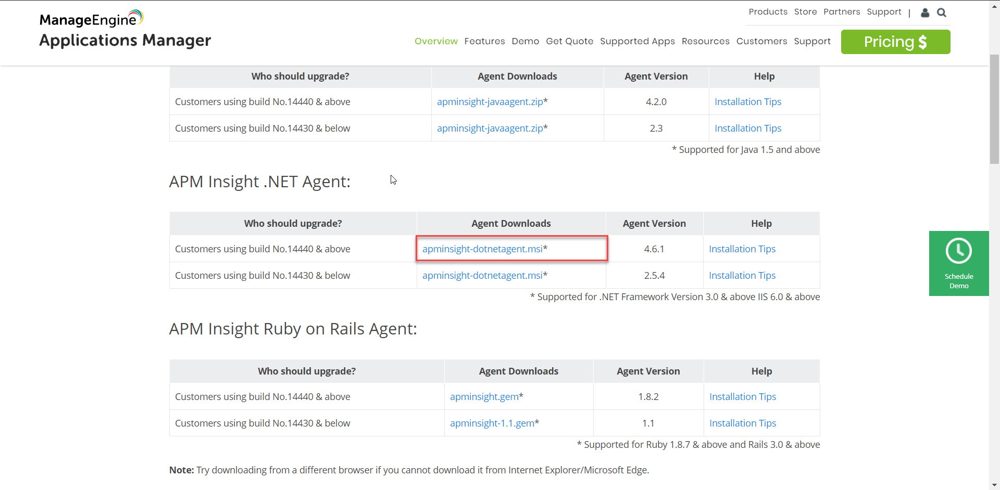 Products Store Partners Support |
ManageEngine
Applications Manager
Overview Features Demo Get Quote Supported Apps Resources Customers Support Pricing $
Who should upgrade? Agent Downloads Agent Version Help
Customers using build No.14440 & above apminsight-javaagent.zip* 4.2.0 Installation Tips
Customers using build No.14430 & below apminsight-javaagent.zip* 2.3 Installation Tips
* Supported for Java 1.5 and above
APM Insight .NET Agent:
Who should upgrade? Agent Downloads Agent Version Help
Customers using build No.14440 & above apminsight-dotnetagent.msi* 4.6.1 Installation Tips
Customers using build No.14430 & below apminsight-dotnetagent.msi* 2.5.4 Installation Tips
* Supported for .NET Framework Version 3.0 & above IIS 6.0 & above
Schedule
Demo
APM Insight Ruby on Rails Agent:
Who should upgrade? Agent Downloads Agent Version Help
Customers using build No.14440 & above apminsight.gem* 1.8.2 Installation Tips
Customers using build No.14430 & below apminsight-1.1.gem* 1.1 Installation Tips
* Supported for Ruby 1.8.7 & above and Rails 3.0 & above
Note: Try downloading from a different browser if you cannot download it from Internet Explorer/Microsoft Edge.